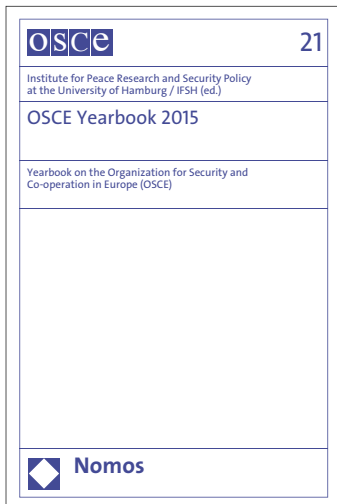 osce
21
Institute for Peace Research and Security Policy
at the University of Hamburg / IFSH (ed.)
OSCE Yearbook 2015
Yearbook on the Organization for Security and
Co-operation in Europe (OSCE)
Nomos